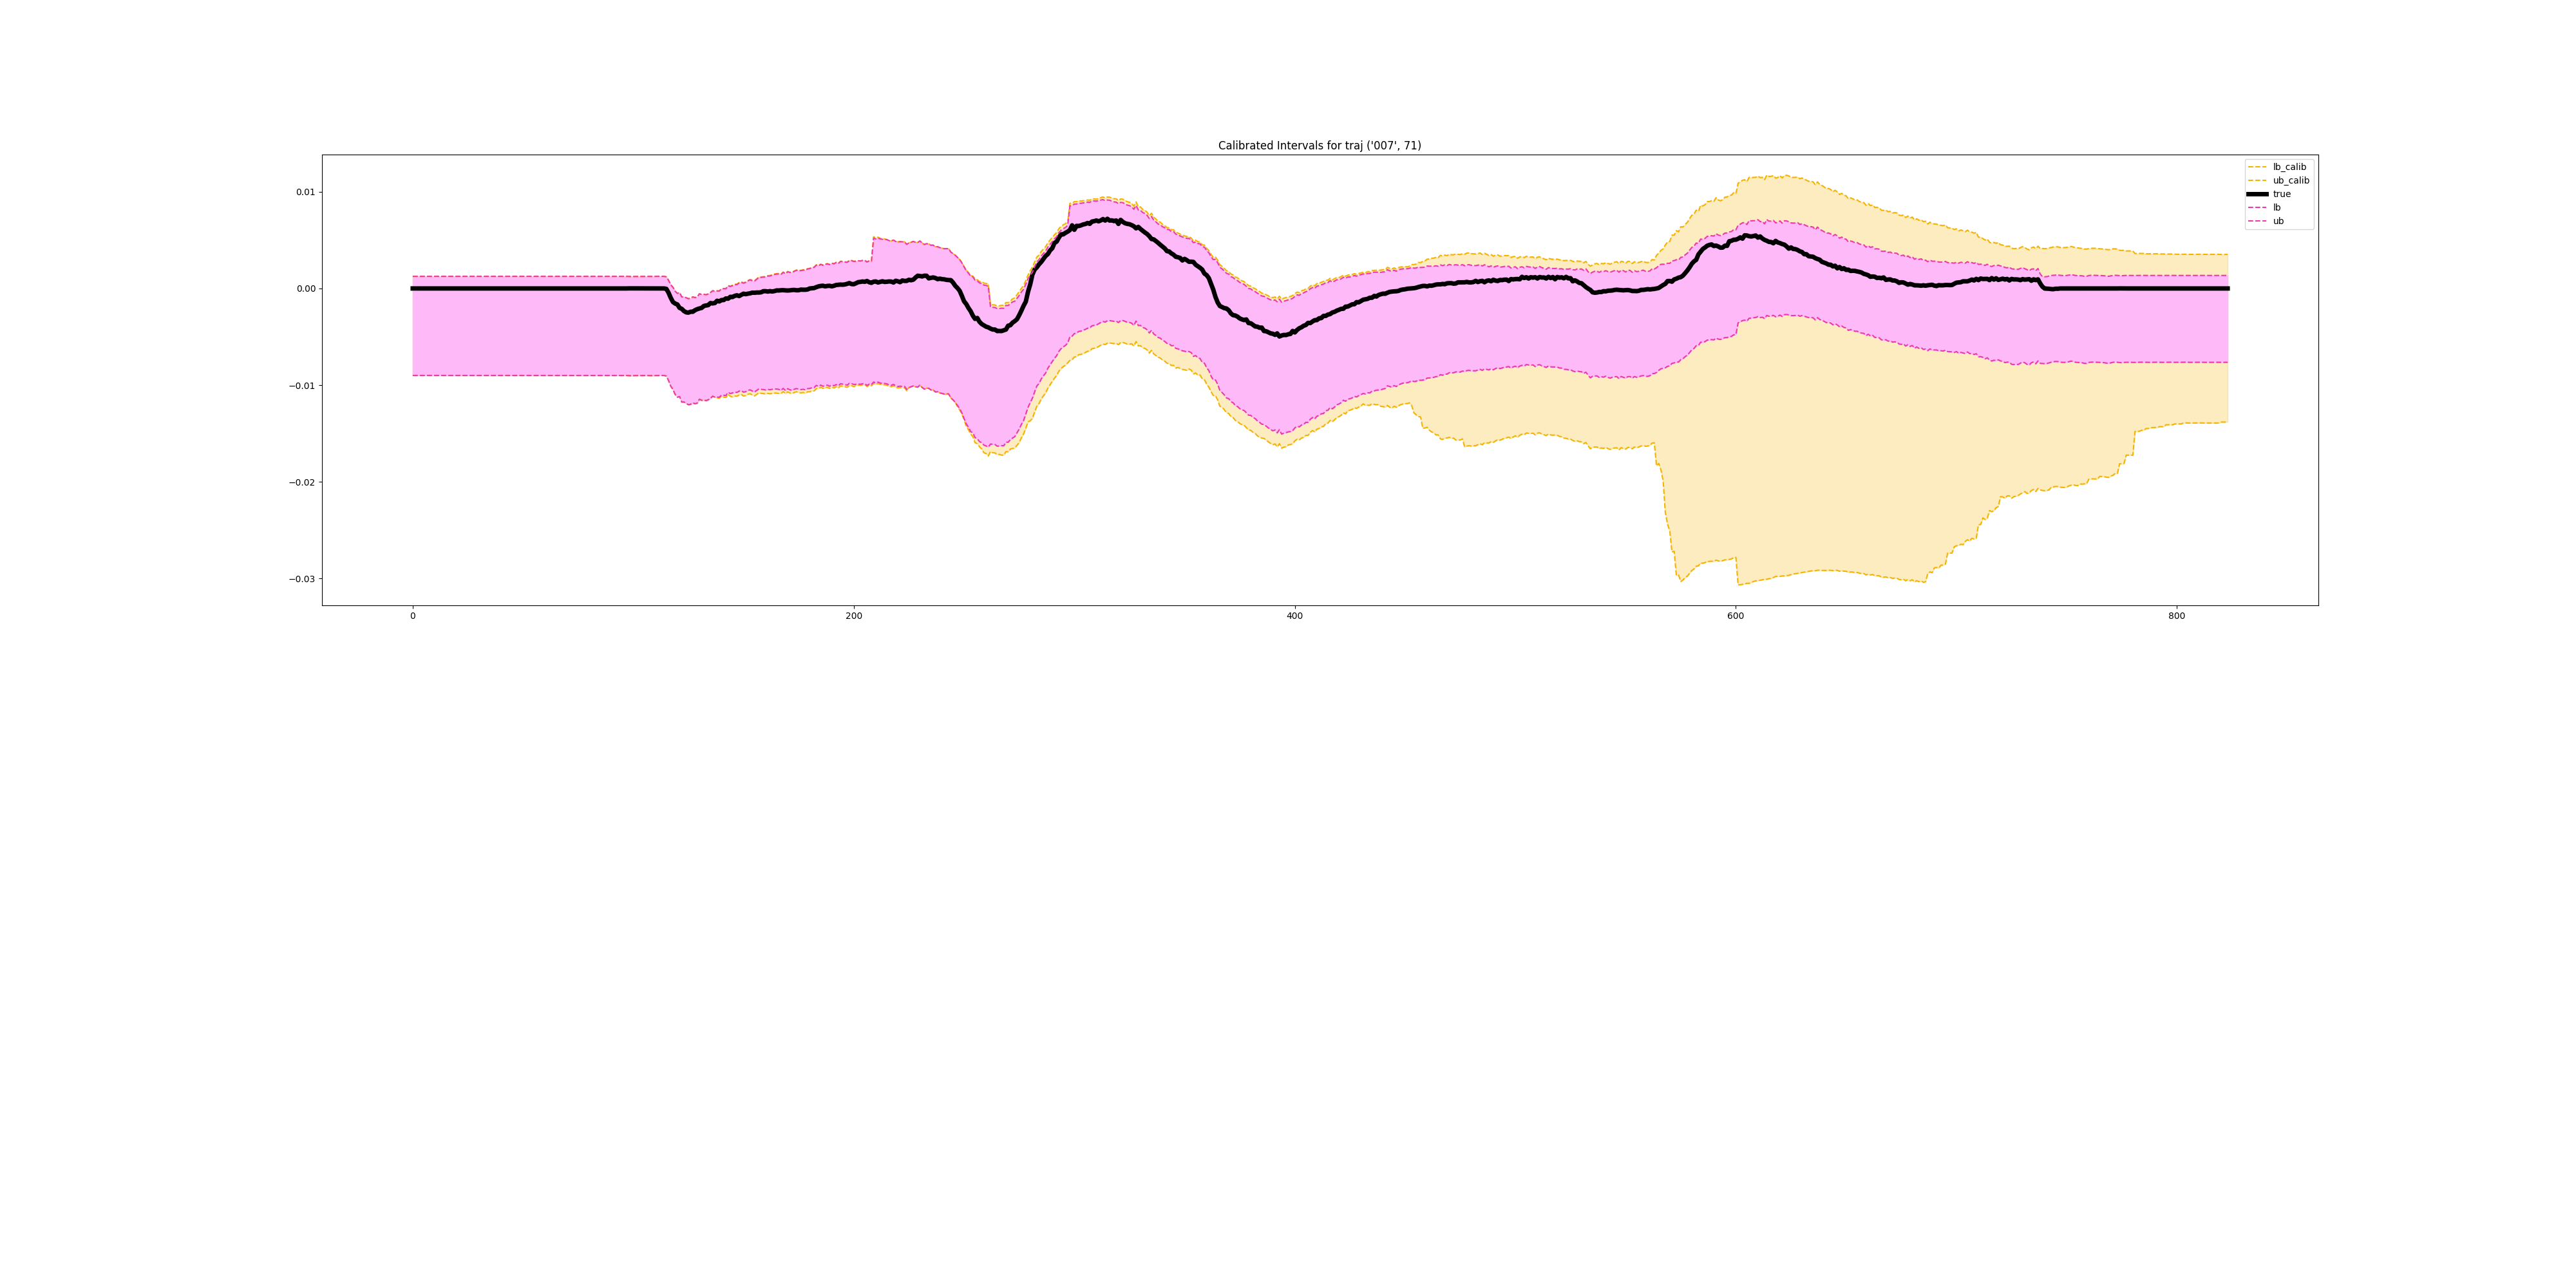 Calibrated Intervals for traj ('007', 71)
lb_calib
ub_calib
true
lb
ub
0.01
0.00
−0.01
−0.02
−0.03
0 200 400 600 800